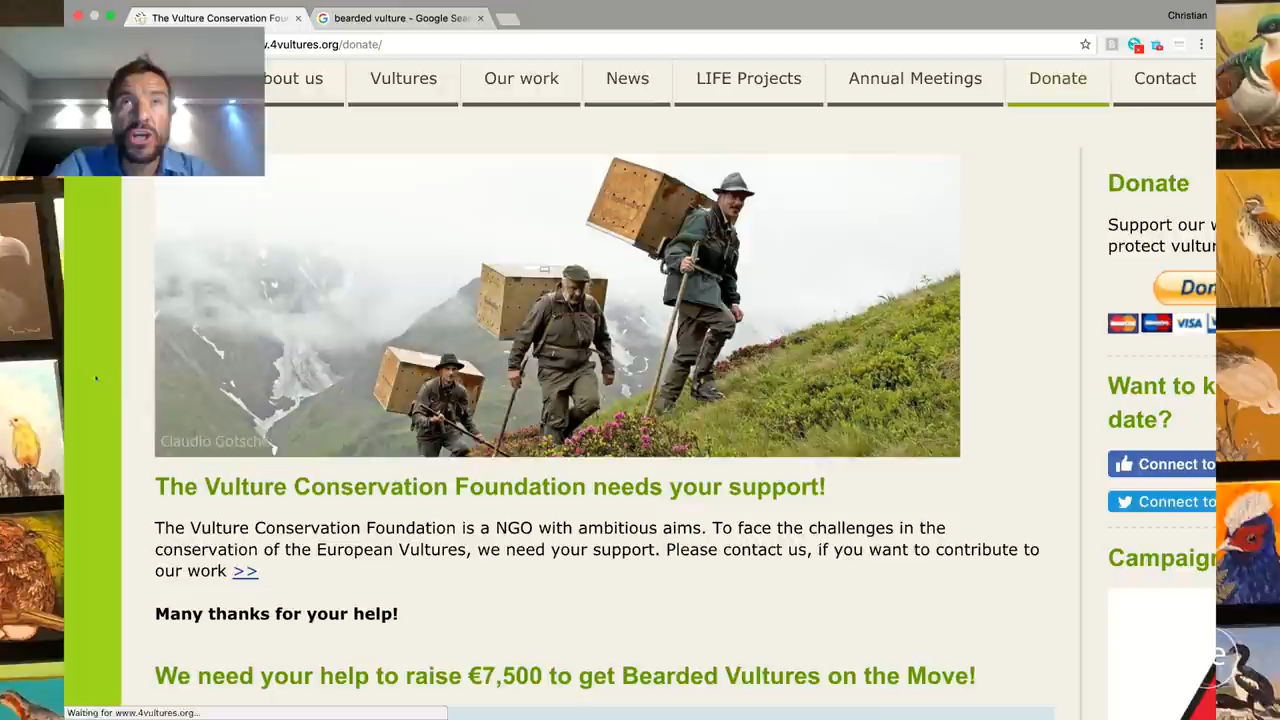 The Vulture Conservation Fou
bearded vulture - Google Sear
Christian
.4vultures.org/donate/
bout us
Vultures
Our work
News
LIFE Projects
Annual Meetings
Donate
Contact
Claudio Gotsch
Donate
Support our w
protect vultur
Don
VISA
Want to k
date?
Connect to
Connect to
Campaign
The Vulture Conservation Foundation needs your support!
The Vulture Conservation Foundation is a NGO with ambitious aims. To face the challenges in the
conservation of the European Vultures, we need your support. Please contact us, if you want to contribute to
our work >>
Many thanks for your help!
We need your help to raise €7,500 to get Bearded Vultures on the Move!
Waiting for www.4vultures.org...